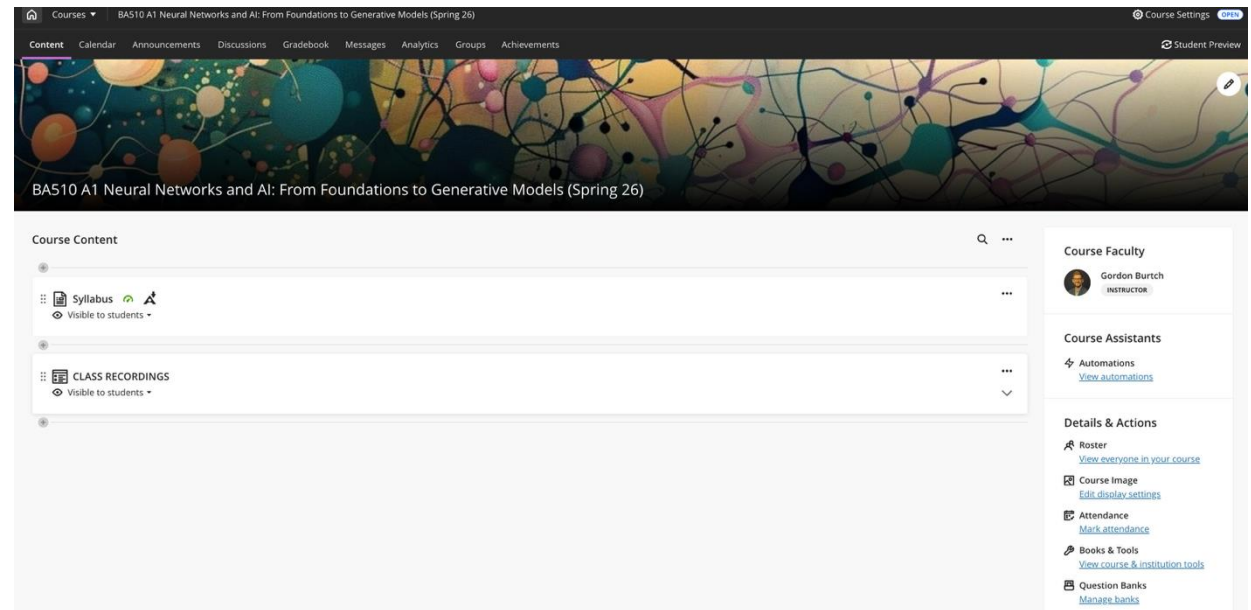 Courses ▼ BA510 A1 Neural Networks and AI: From Foundations to Generative Models (Spring 26) Course Settings OPEN
Content Calendar Announcements Discussions Gradebook Messages Analytics Groups Achievements Student Preview
BA510 A1 Neural Networks and AI: From Foundations to Generative Models (Spring 26)
Course Content
Syllabus
Visible to students
CLASS RECORDINGS
Visible to students
Course Faculty
Gordon Burtch
INSTRUCTOR
Course Assistants
Automations
View automations
Details & Actions
Roster
View everyone in your course
Course Image
Edit display settings
Attendance
Mark attendance
Books & Tools
View course & institution tools
Question Banks
Manage banks